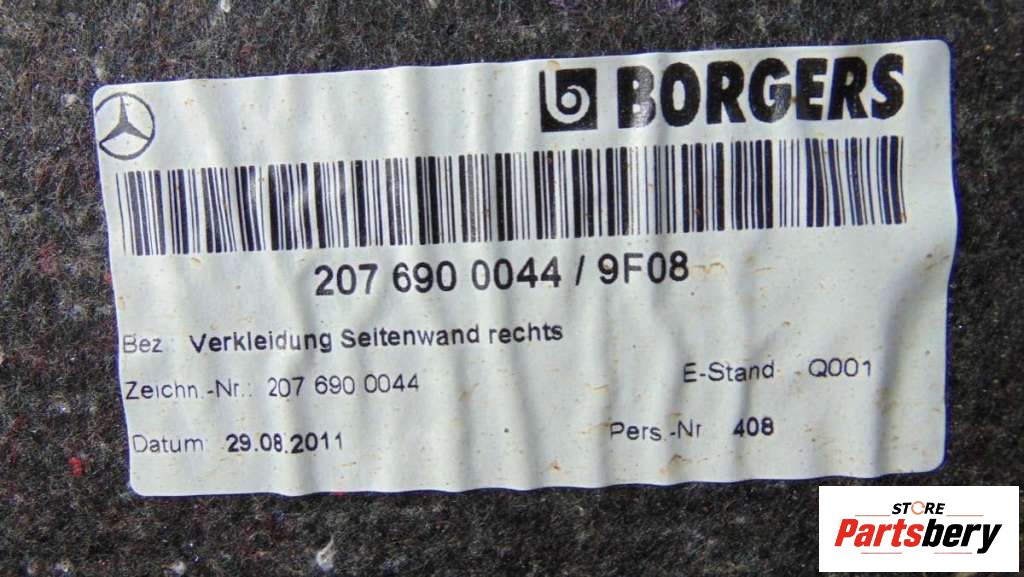 BORGERS
207 690 0044 / 9F08
Bez Verkleidung Seitenwand rechts
Zeichn.-Nr.: 207 690 0044 E-Stand Q001
Datum 29.08.2011 Pers.-Nr 408
STORE
Partsbery